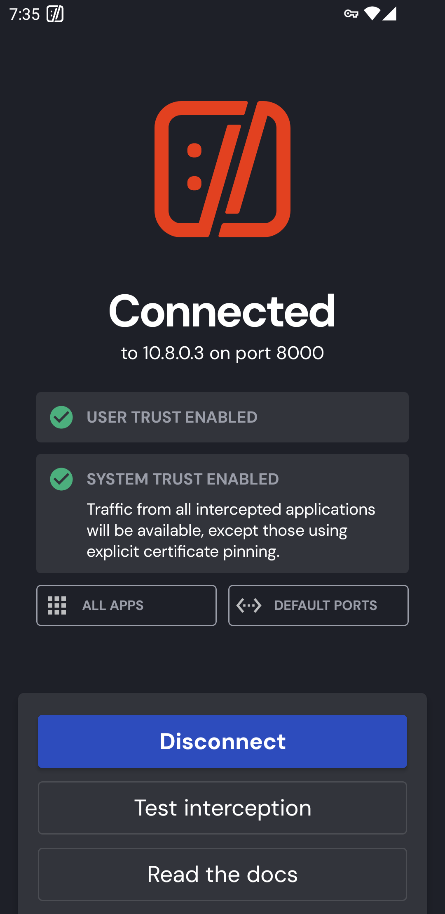 7:35
Connected
to 10.8.0.3 on port 8000
USER TRUST ENABLED
SYSTEM TRUST ENABLED
Traffic from all intercepted applications
will be available, except those using
explicit certificate pinning.
ALL APPS
DEFAULT PORTS
Disconnect
Test interception
Read the docs